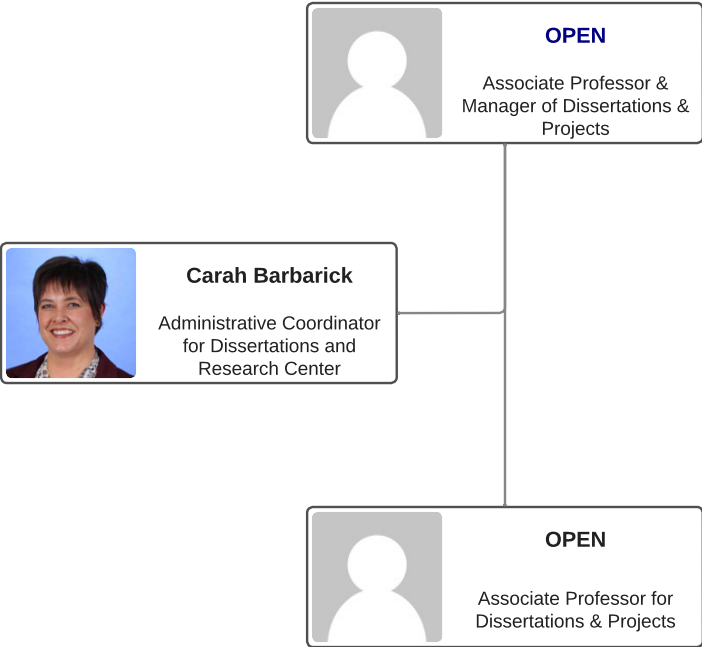 OPEN
Associate Professor &
Manager of Dissertations &
Projects
Carah Barbarick
Administrative Coordinator
for Dissertations and
Research Center
OPEN
Associate Professor for
Dissertations & Projects